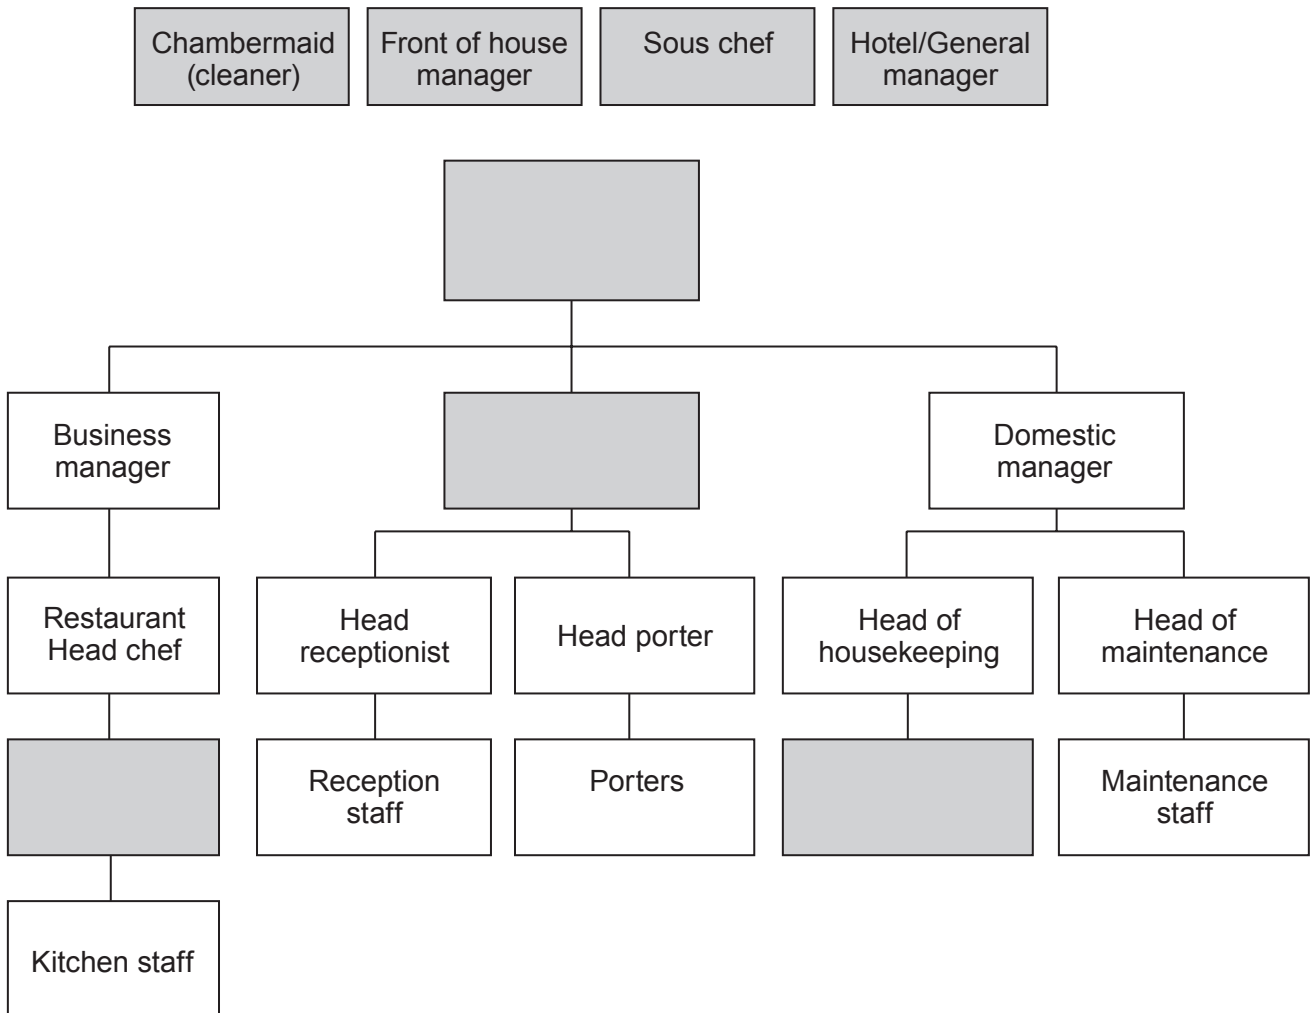 Chambermaid
(cleaner)
Front of house
manager
Sous chef
Hotel/General
manager
Business
manager
Domestic
manager
Restaurant
Head chef
Head
receptionist
Head porter
Head of
housekeeping
Head of
maintenance
Reception
staff
Porters
Maintenance
staff
Kitchen staff